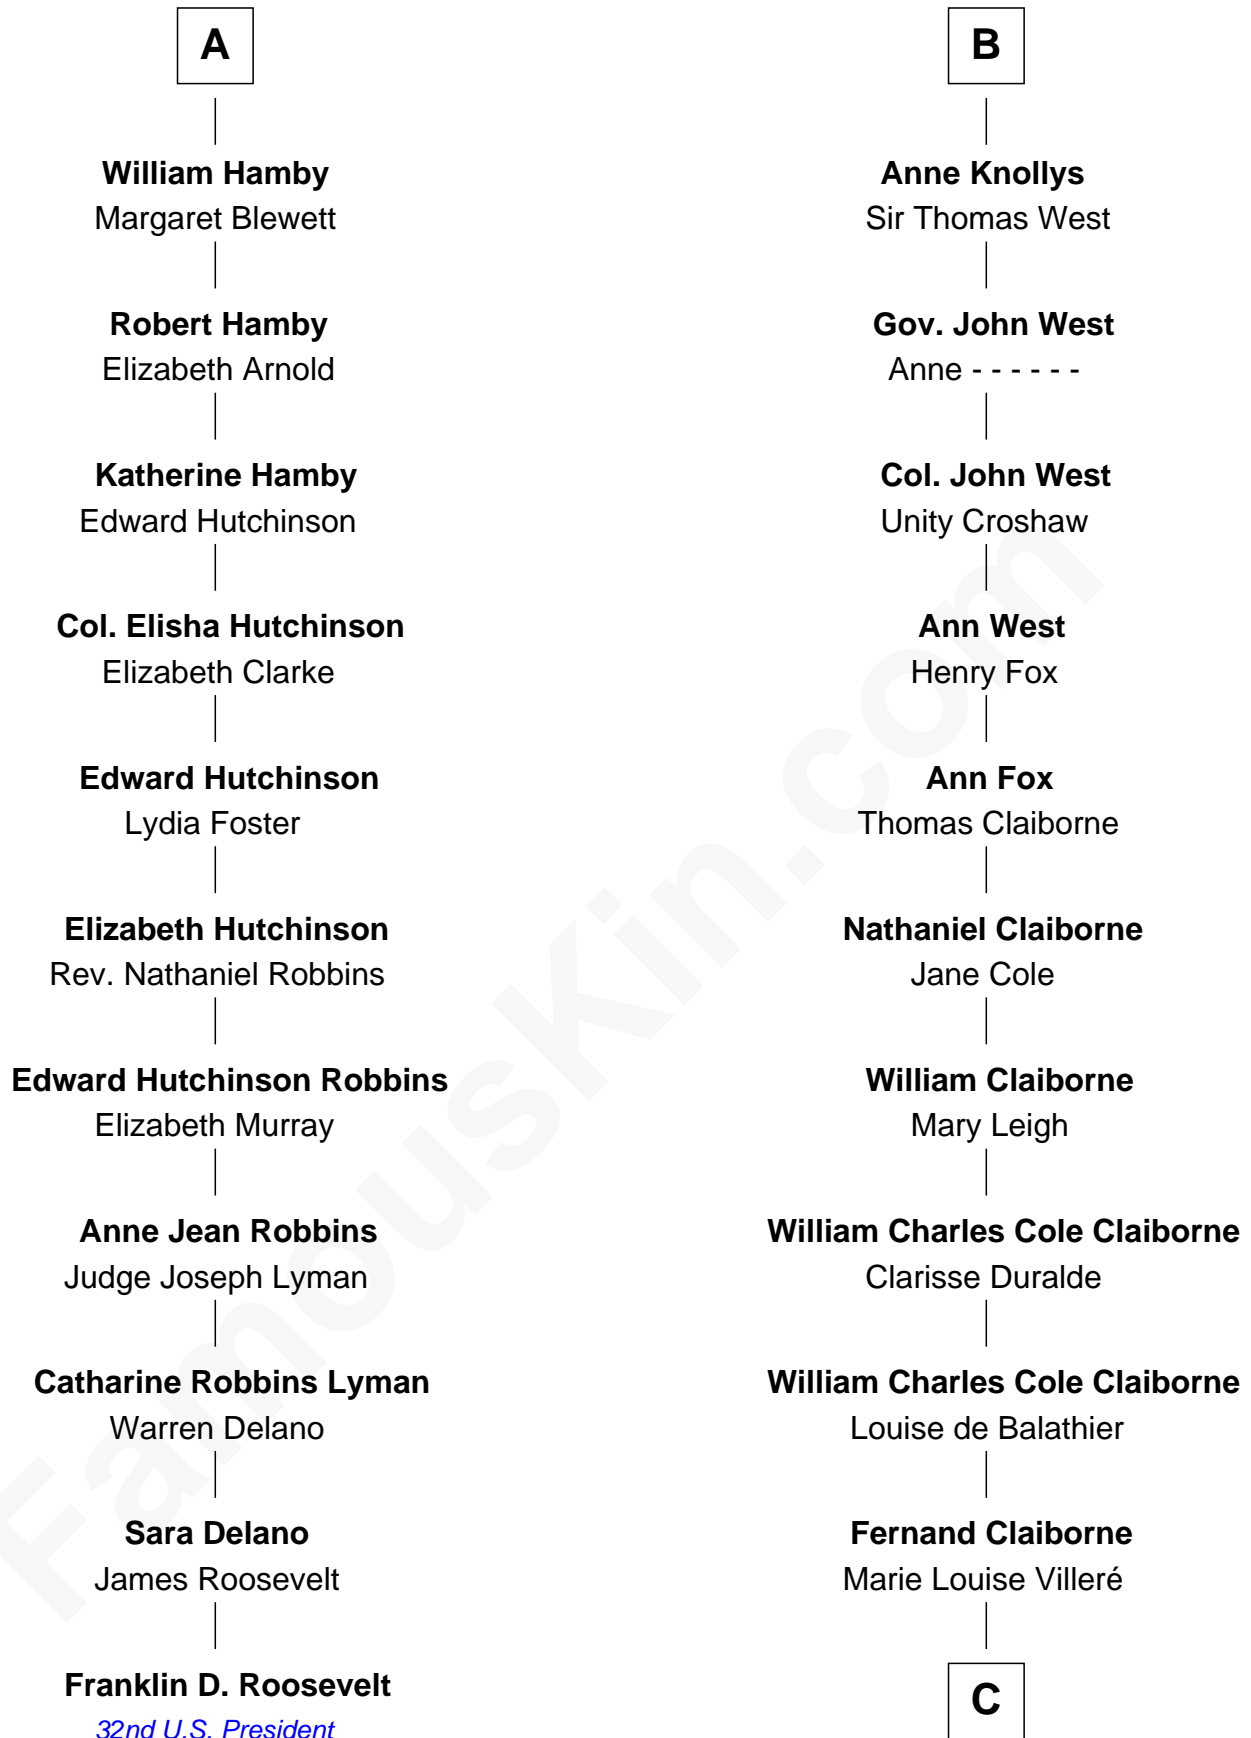 A
William Hamby
Margaret Blewett
Robert Hamby
Elizabeth Arnold
Katherine Hamby
Edward Hutchinson
Col. Elisha Hutchinson
Elizabeth Clarke
Edward Hutchinson
Lydia Foster
Elizabeth Hutchinson
Rev. Nathaniel Robbins
Edward Hutchinson Robbins
Elizabeth Murray
Anne Jean Robbins
Judge Joseph Lyman
Catharine Robbins Lyman
Warren Delano
Sara Delano
James Roosevelt
Franklin D. Roosevelt
32nd U.S. President
B
Anne Knollys
Sir Thomas West
Gov. John West
Anne - - - - - -
Col. John West
Unity Croshaw
Ann West
Henry Fox
Ann Fox
Thomas Claiborne
Nathaniel Claiborne
Jane Cole
William Claiborne
Mary Leigh
William Charles Cole Claiborne
Clarisse Duralde
William Charles Cole Claiborne
Louise de Balathier
Fernand Claiborne
Marie Louise Villeré
C
FamousKin.com